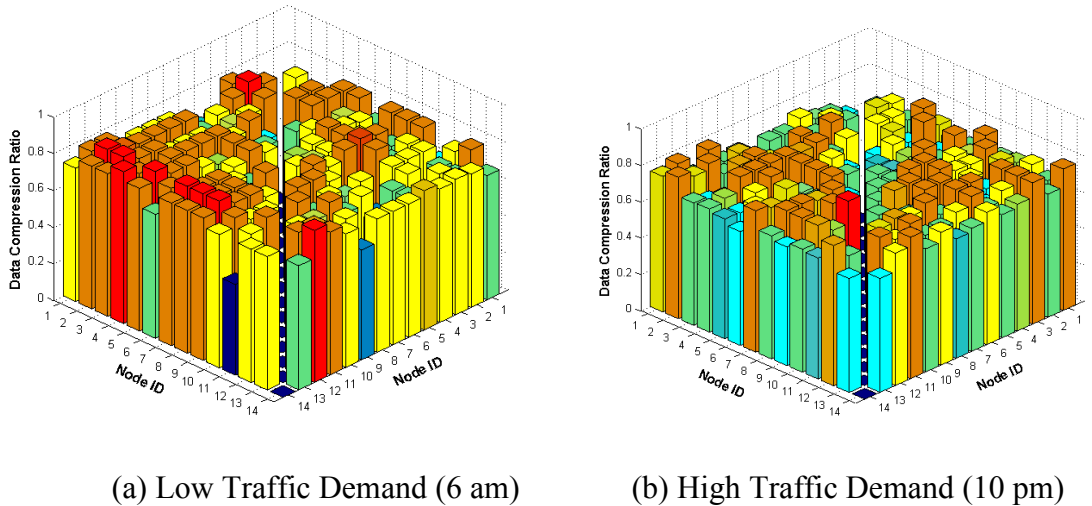 1
0.8
0.6
0.4
0.2
0
Data Compression Ratio
1 2 3 4 5 6 7 8 9 10 11 12 13 14
Node ID
14 13 12 11 10 9 8 7 6 5 4 3 2 1
Node ID
1
0.8
0.6
0.4
0.2
0
Data Compression Ratio
1 2 3 4 5 6 7 8 9 10 11 12 13 14
Node ID
14 13 12 11 10 9 8 7 6 5 4 3 2 1
Node ID
(a) Low Traffic Demand (6 am)
(b) High Traffic Demand (10 pm)